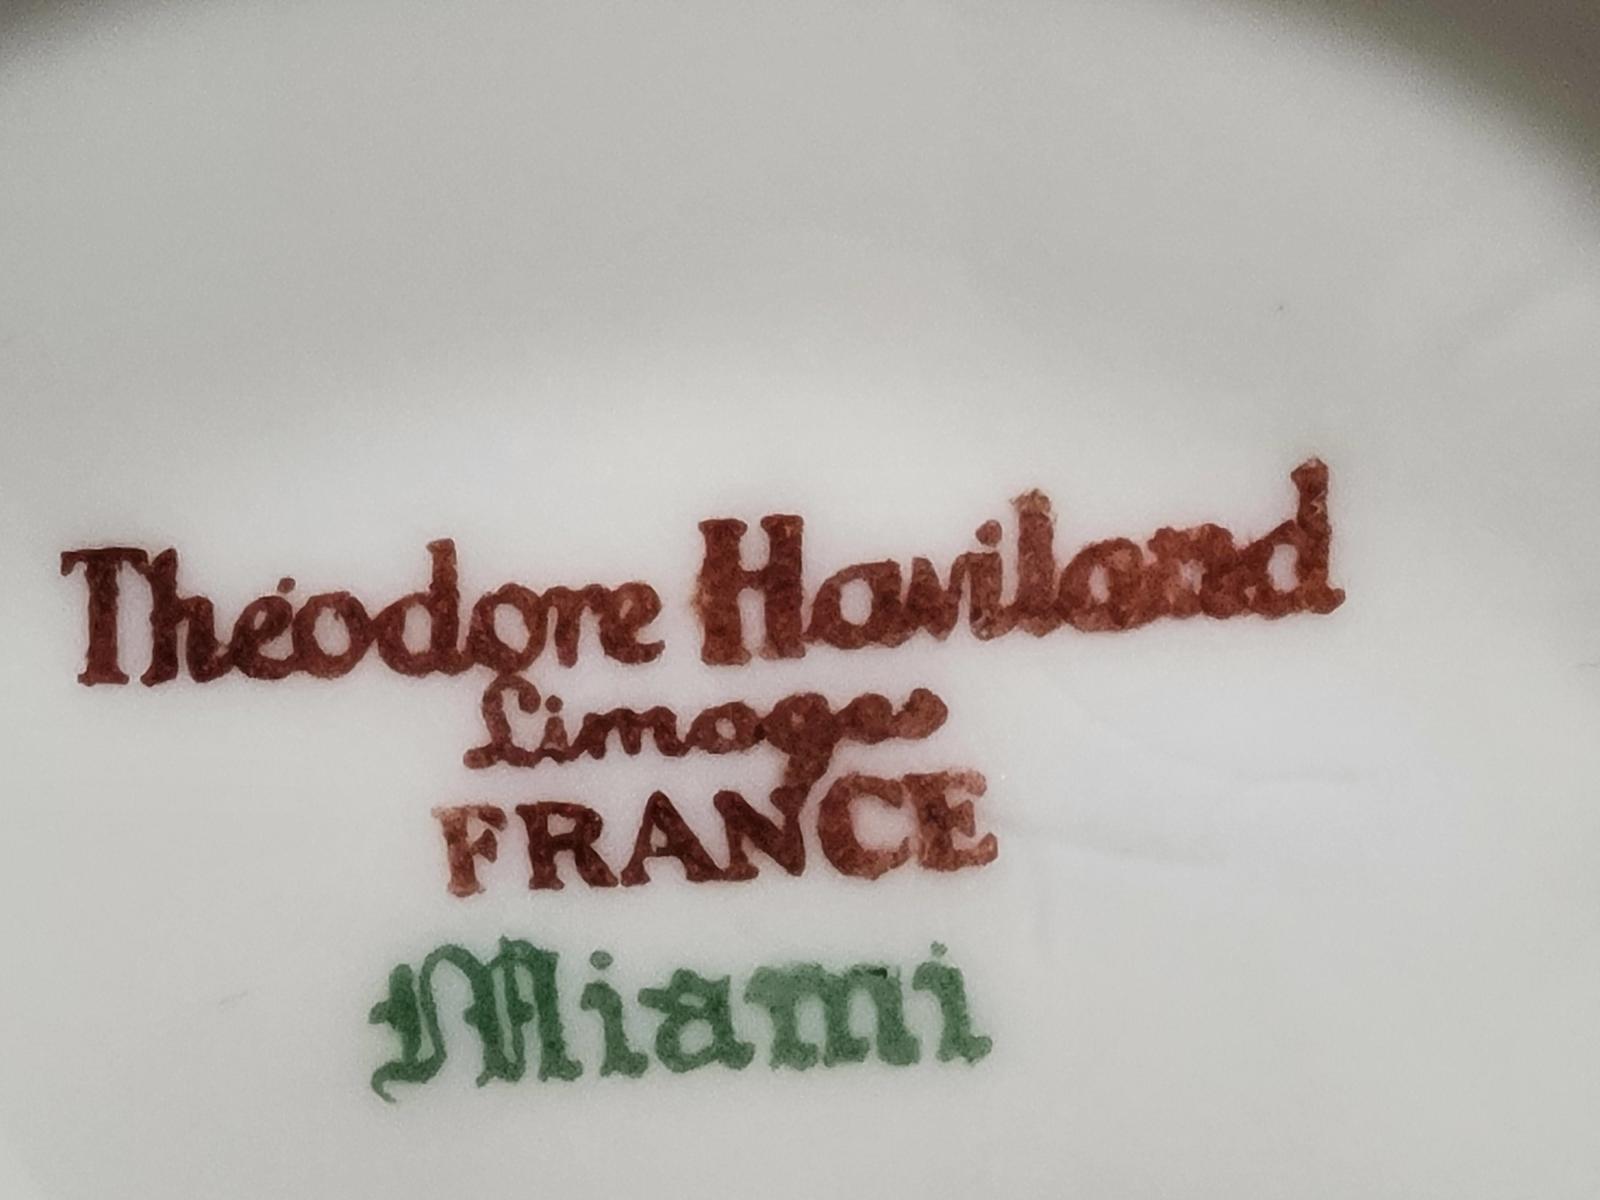 Théodore Haviland
Limoges
FRANCE
Miami